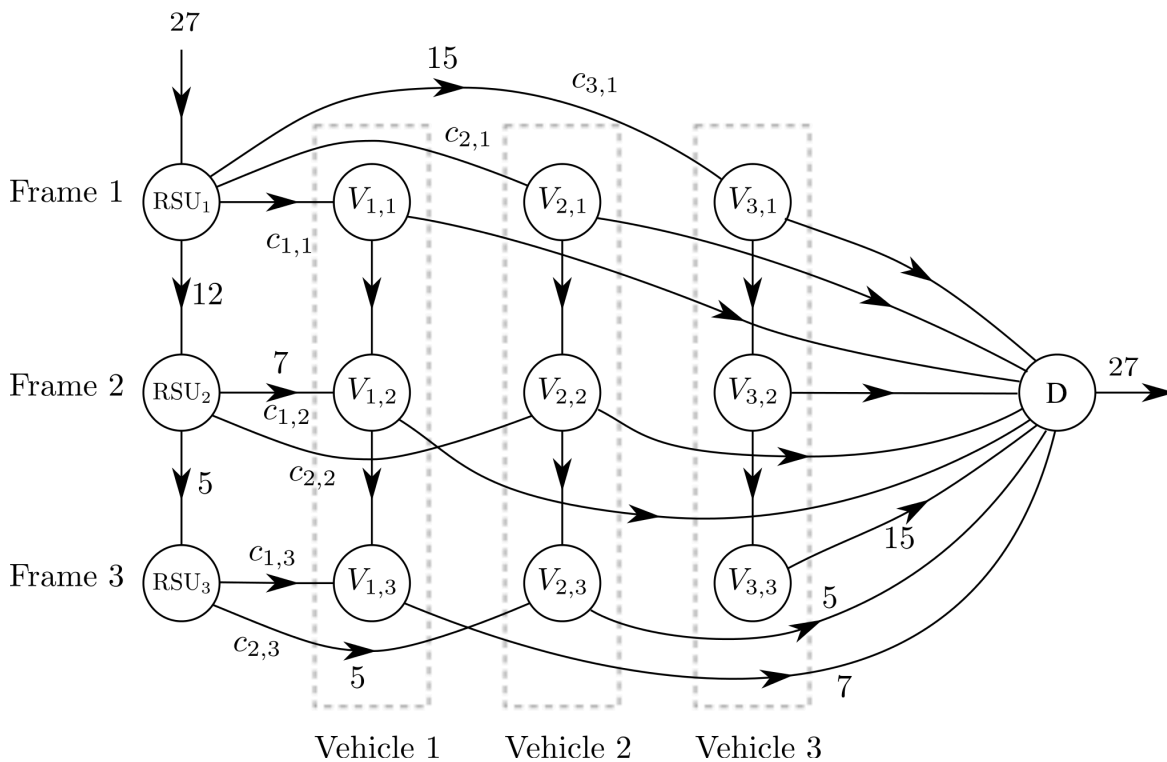 27
15
c3,1
c2,1
Frame 1
RSU1
V1,1
V2,1
V3,1
c1,1
12
Frame 2
RSU2
7
c1,2
V1,2
V2,2
V3,2
D
27
c2,2
5
15
Frame 3
RSU3
c1,3
V1,3
V2,3
V3,3
5
c2,3
5
7
Vehicle 1
Vehicle 2
Vehicle 3